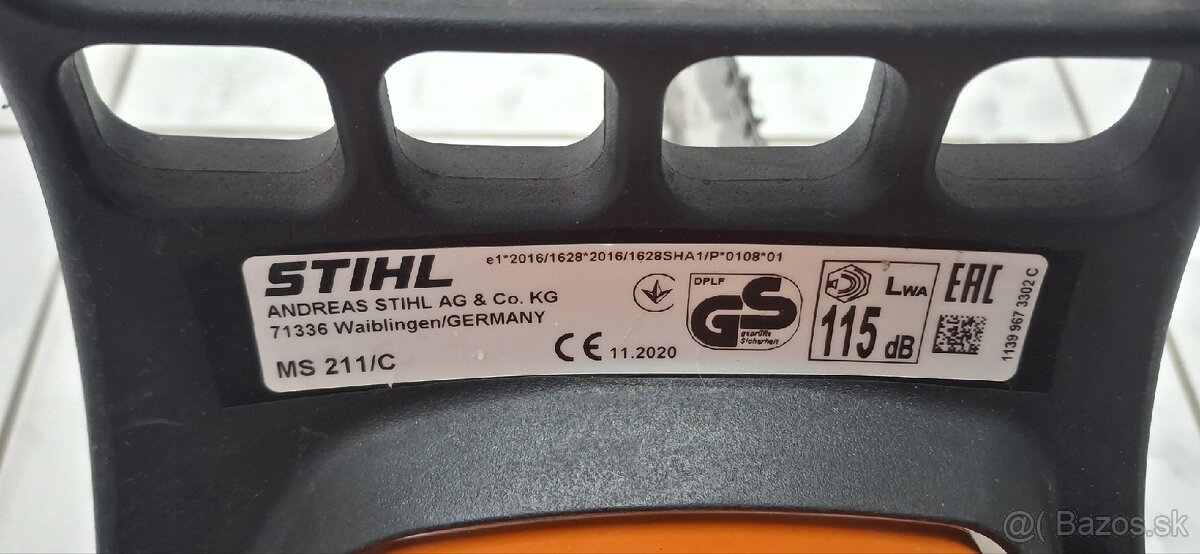 STIHL
e1*2016/1628*2016/1628SHA1/P*0108*01
ANDREAS STIHL AG & Co. KG
71336 Waiblingen/GERMANY
MS 211/C
CE 11.2020
DPLF
GS
geprüfte
Sicherheit
LWA
115 dB
EAC
1139 967 3302 C
@( Bazos.sk